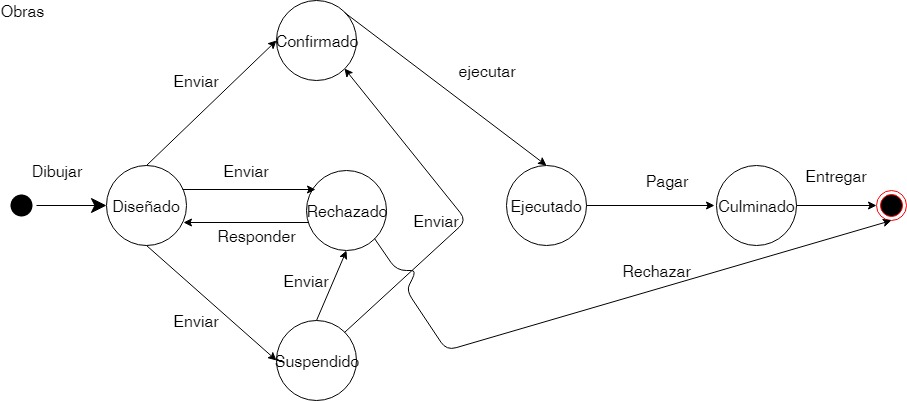 Obras
Confirmado
ejecutar
Enviar
Dibujar
Enviar
Pagar
Entregar
Diseñado
Rechazado
Ejecutado
Culminado
Responder
Enviar
Rechazar
Enviar
Enviar
Suspendido